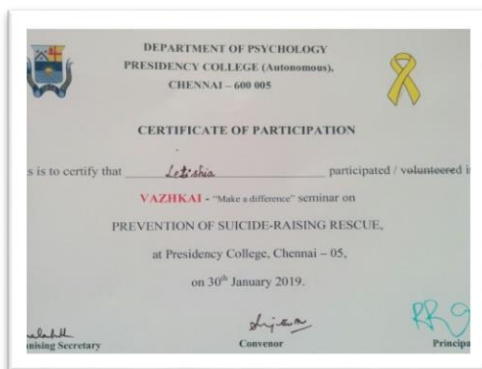 DEPARTMENT OF PSYCHOLOGY
PRESIDENCY COLLEGE (Autonomous),
CHENNAI – 600 005
CERTIFICATE OF PARTICIPATION
s is to certify that Letishia participated / volunteered i
VAZHKAI - "Make a difference" seminar on
PREVENTION OF SUICIDE-RAISING RESCUE,
at Presidency College, Chennai – 05,
on 30th January 2019.
nising Secretary Convenor Principa